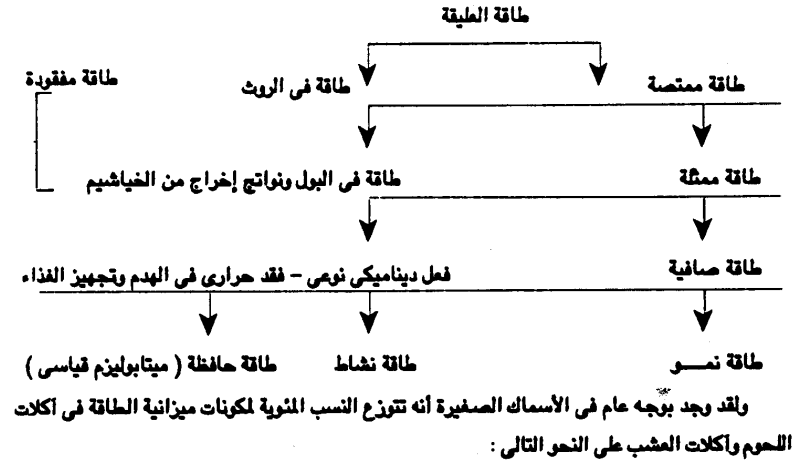 طاقة العليقة
طاقة ممتصة طاقة فى الروث طاقة مفقودة
طاقة ممثلة طاقة فى البول ونواتج إخراج من الخياشيم
طاقة صافية فعل ديناميكى نوعى – فقد حرارى فى الهدم وتجهيز الغذاء
طاقة نمـــو طاقة نشاط طاقة حافظة ( ميتابوليزم قياسى )
ولقد وجد بوجه عام فى الأسماك الصغيرة أنه تتوزع النسب المئوية لمكونات ميزانية الطاقة فى آكلات
اللحوم وآكلات العشب على النحو التالى :